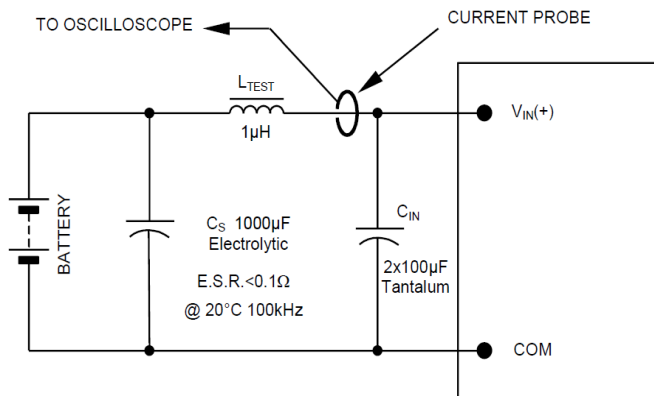 TO OSCILLOSCOPE
CURRENT PROBE
LTEST
1µH
VIN(+)
BATTERY
CS 1000µF
Electrolytic
E.S.R.<0.1Ω
@ 20°C 100kHz
CIN
2x100µF
Tantalum
COM